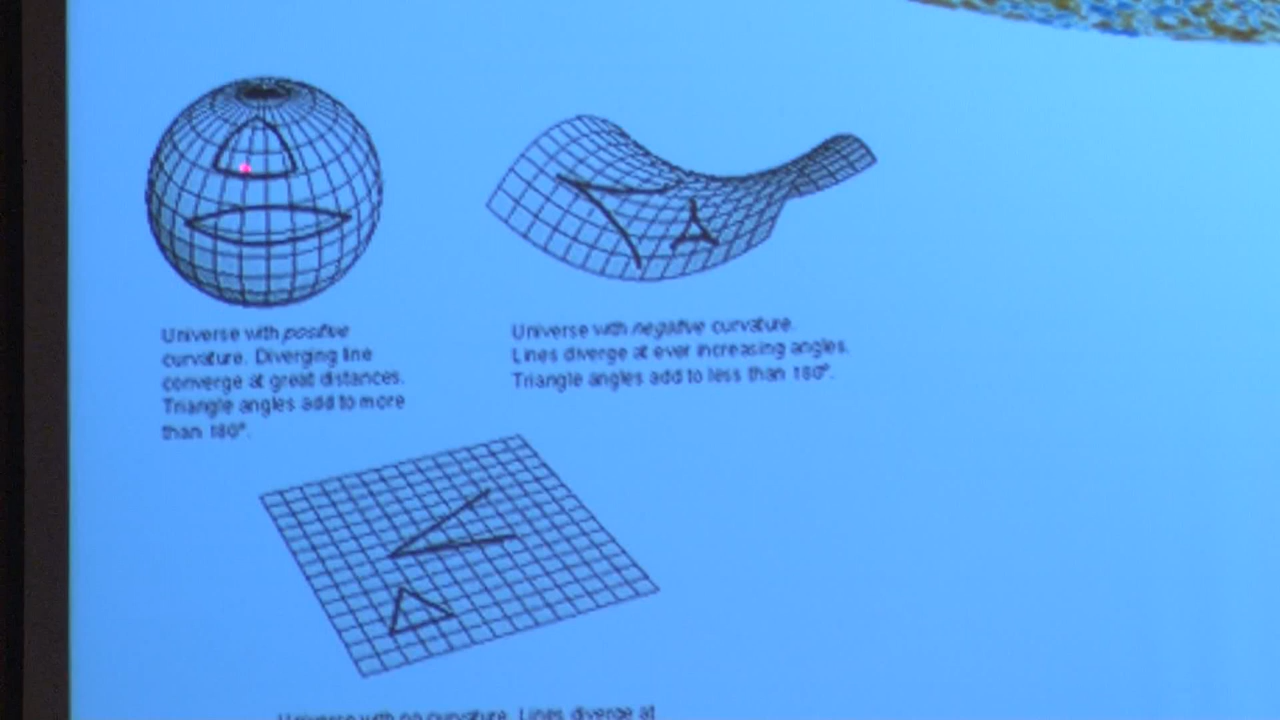 Universe with positive
curvature. Diverging line
converge at great distances.
Triangle angles add to more
than 180°.
Universe with negative curvature.
Lines diverge at ever increasing angles.
Triangle angles add to less than 180°.
Universe with no curvature. Lines diverge at